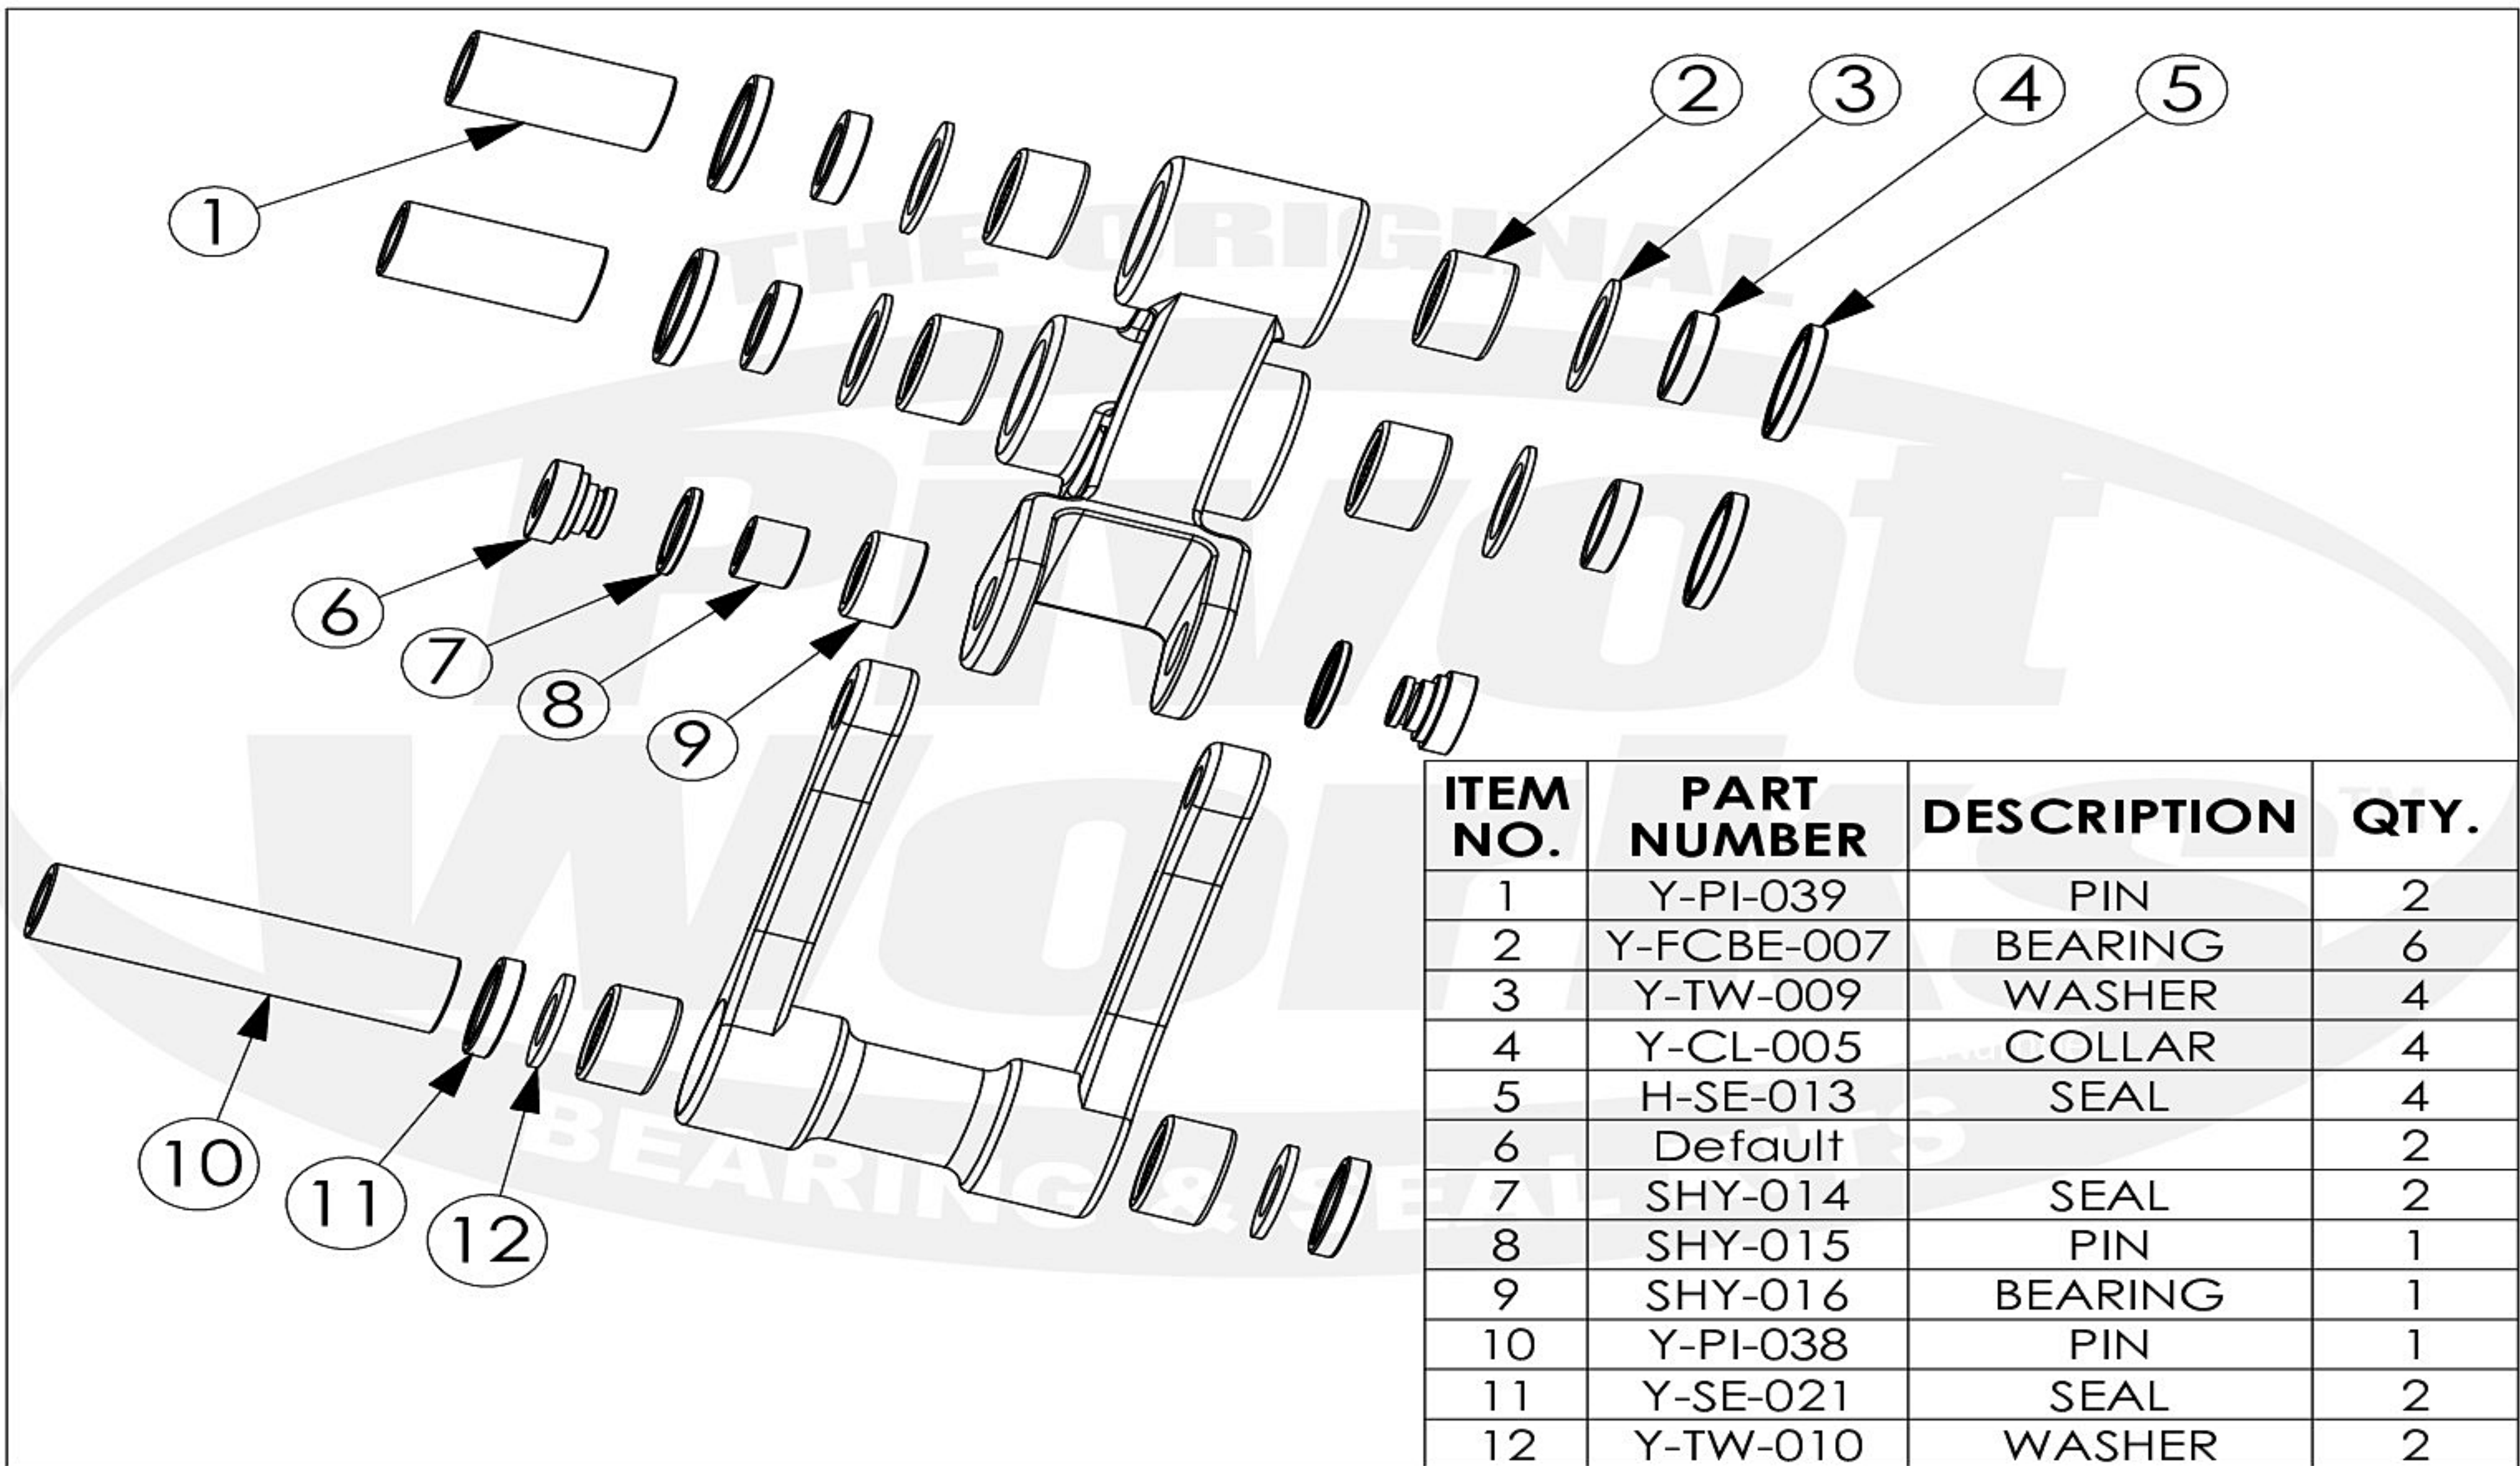 1
2
3
4
5
6
7
8
9
10
11
12
THE ORIGINAL
PiVot
WorKs™
BEARING & SEAL KITS
ITEM NO. PART NUMBER DESCRIPTION QTY.
1 Y-PI-039 PIN 2
2 Y-FCBE-007 BEARING 6
3 Y-TW-009 WASHER 4
4 Y-CL-005 COLLAR 4
5 H-SE-013 SEAL 4
6 Default 2
7 SHY-014 SEAL 2
8 SHY-015 PIN 1
9 SHY-016 BEARING 1
10 Y-PI-038 PIN 1
11 Y-SE-021 SEAL 2
12 Y-TW-010 WASHER 2